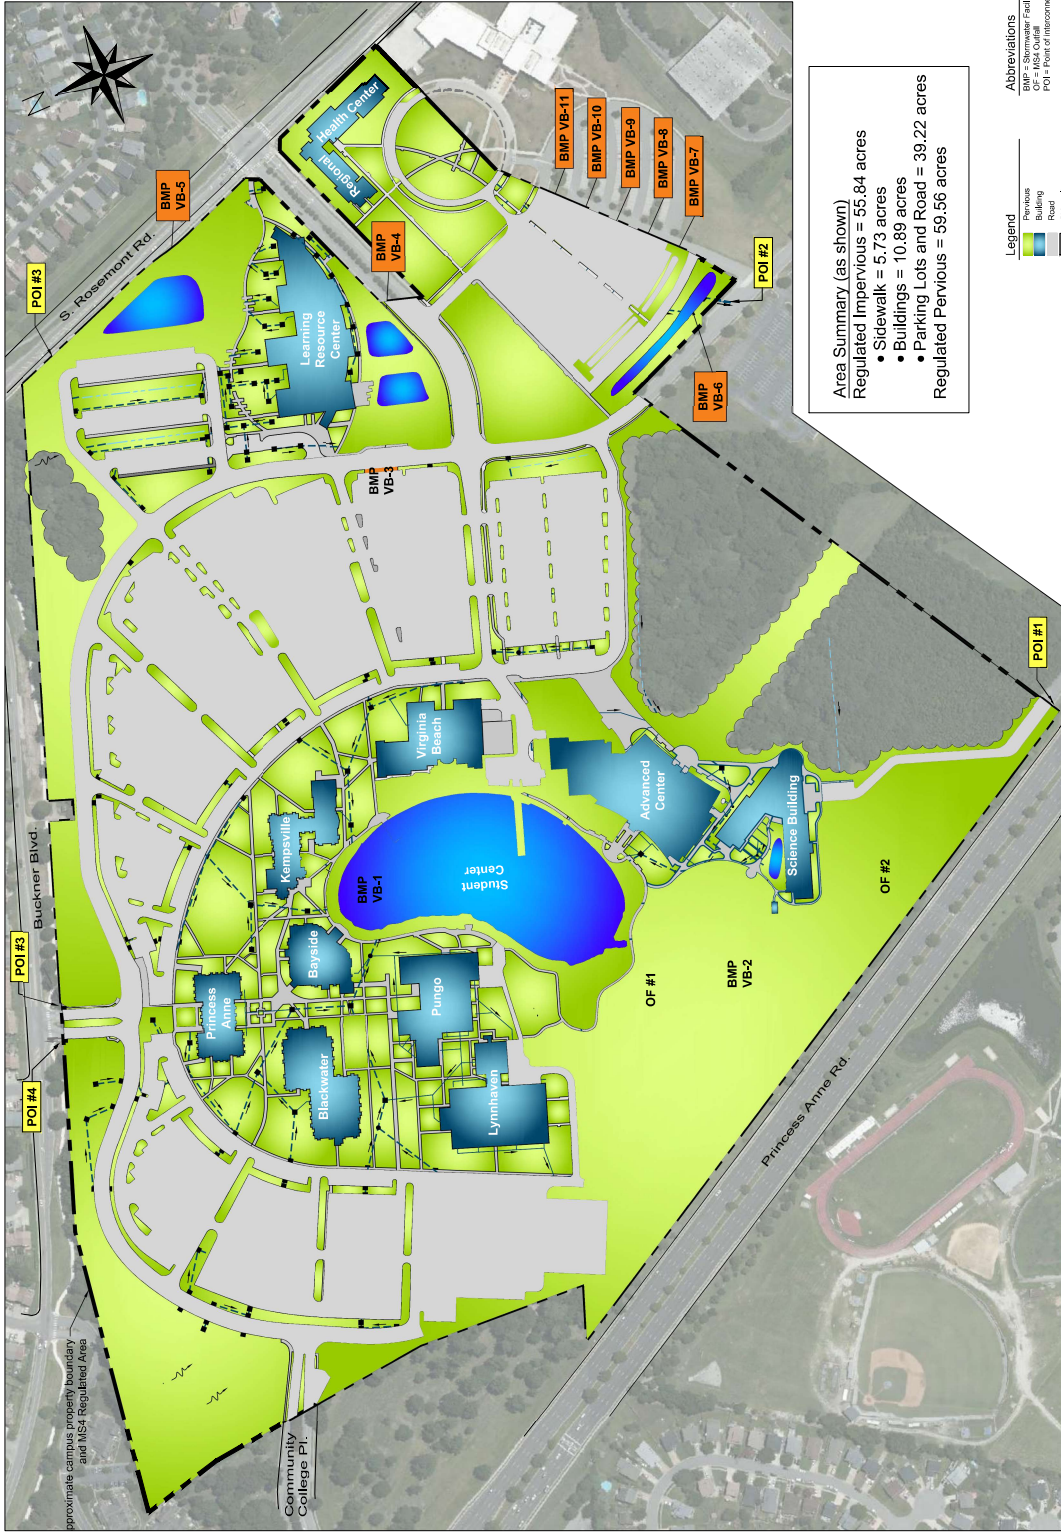 Abbreviations
BMP = Stormwater Faci
OF = MS4 Outfall
POI = Point of Interconne
Legend
Pervious
Building
Road
Area Summary (as shown)
Regulated Impervious = 55.84 acres
• Sidewalk = 5.73 acres
• Buildings = 10.89 acres
• Parking Lots and Road = 39.22 acres
Regulated Pervious = 59.56 acres
N
S. Rosemont Rd.
POI #3
BMP
VB-5
Regional Health Center
BMP
VB-4
BMP VB-11
BMP VB-10
BMP VB-9
BMP VB-8
BMP VB-7
POI #2
BMP
VB-6
Learning
Resource
Center
BMP
VB-3
POI #1
Virginia
Beach
Advanced
Center
Science Building
Kempsville
BMP
VB-1
Student
Center
OF #2
Buckner Blvd.
POI #3
POI #4
Bayside
Princess
Anne
Pungo
Blackwater
Lynnhaven
OF #1
BMP
VB-2
Princess Anne Rd.
pproximate campus property boundary
and MS4 Regulated Area
Community
College Pl.